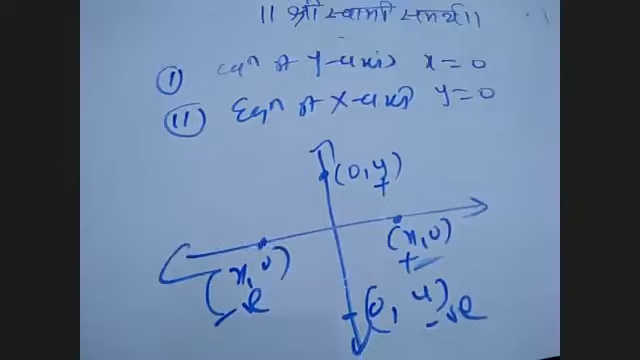 ॥ श्री स्वामी समर्थ ॥
(I) Eqn of Y-axis x=0
(II) Eqn of X-axis y=0
(0, y)
+
(x, 0)
+
(x, 0)
-ve
(0, y)
-ve